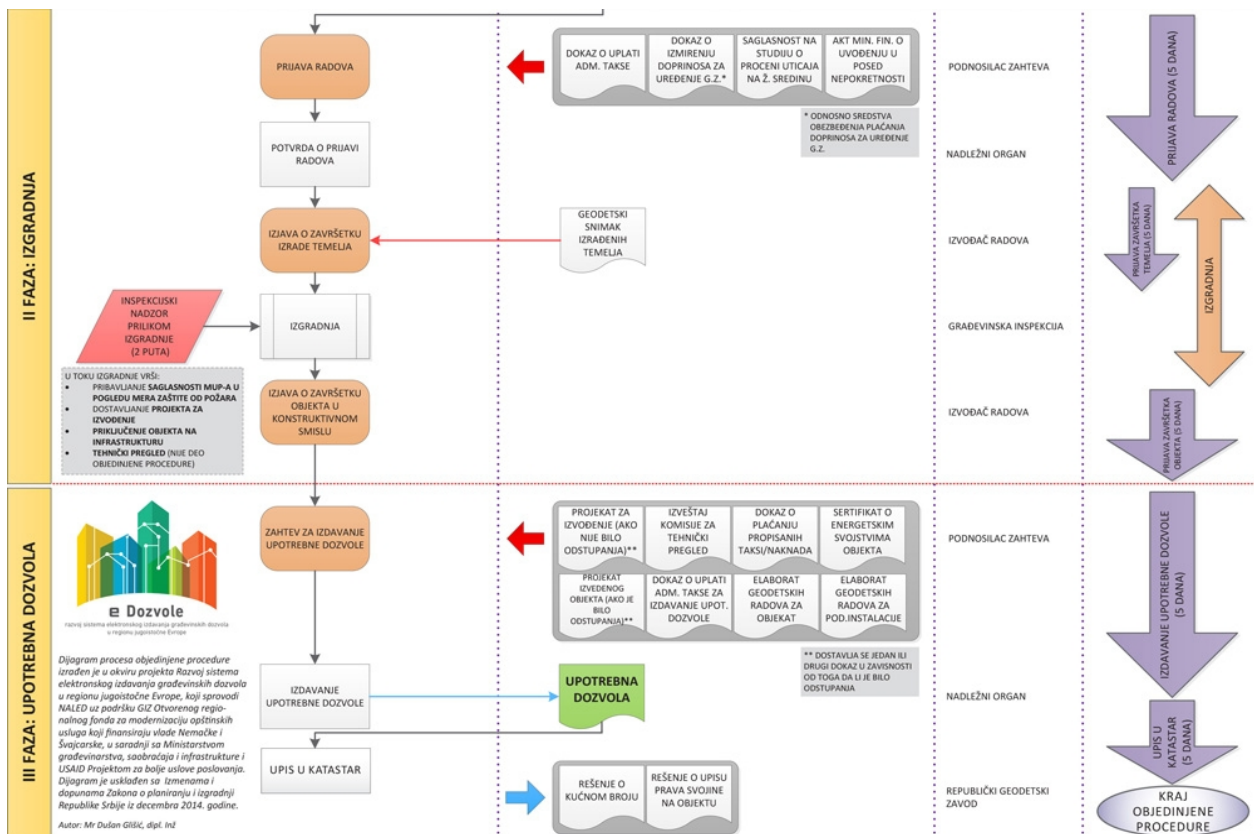 II FAZA: IZGRADNJA
PRIJAVA RADOVA
DOKAZ O UPLATI
ADM. TAKSE
DOKAZ O
IZMIRENJU
DOPRINOSA ZA
UREĐENJE G.Z.*
SAGLASNOST NA
STUDIJU O
PROCENI UTICAJA
NA Ž. SREDINU
AKT MIN. FIN. O
UVOĐENJU U
POSED
NEPOKRETNOSTI
PODNOSILAC ZAHTEVA
PRIJAVA RADOVA (5 DANA)
* ODNOSNO SREDSTVA
OBEZBEĐENJA PLAĆANJA
DOPRINOSA ZA UREĐENJE
G.Z.
POTVRDA O PRIJAVI
RADOVA
NADLEŽNI ORGAN
IZJAVA O ZAVRŠETKU
IZRADE TEMELJA
GEODETSKI
SNIMAK
IZRAĐENIH
TEMELJA
IZVOĐAČ RADOVA
PRIJAVA ZAVRŠETKA
TEMELJA (5 DANA)
IZGRADNJA
INSPEKCIJSKI
NADZOR
PRILIKOM
IZGRADNJE
(2 PUTA)
IZGRADNJA
GRAĐEVINSKA INSPEKCIJA
U TOKU IZGRADNJE VRŠI:
• PRIBAVLJANJE SAGLASNOSTI MUP-A U
POGLEDU MERA ZAŠTITE OD POŽARA
• DOSTAVLJANJE PROJEKTA ZA
IZVOĐENJE
• PRIKLJUČENJE OBJEKTA NA
INFRASTRUKTURU
• TEHNIČKI PREGLED (NIJE DEO
OBJEDINJENE PROCEDURE)
IZJAVA O ZAVRŠETKU
OBJEKTA U
KONSTRUKTIVNOM
SMISLU
IZVOĐAČ RADOVA
PRIJAVA ZAVRŠETKA
OBJEKTA (5 DANA)
III FAZA: UPOTREBNA DOZVOLA
e Dozvole
razvoj sistema elektronskog izdavanja građevinskih dozvola
u regionu jugoistočne Evrope
ZAHTEV ZA IZDAVANJE
UPOTREBNE DOZVOLE
PROJEKAT ZA
IZVOĐENJE (AKO
NIJE BILO
ODSTUPANJA)**
IZVEŠTAJ
KOMISIJE ZA
TEHNIČKI
PREGLED
DOKAZ O
PLAĆANJU
PROPISANIH
TAKSI/NAKNADA
SERTIFIKAT O
ENERGETSKIM
SVOJSTVIMA
OBJEKTA
PODNOSILAC ZAHTEVA
IZDAVANJE UPOTREBNE DOZVOLE
(5 DANA)
PROJEKAT
IZVEDENOG
OBJEKTA (AKO JE
BILO
ODSTUPANJA)**
DOKAZ O UPLATI
ADM. TAKSE ZA
IZDAVANJE UPOT.
DOZVOLE
ELABORAT
GEODETSKIH
RADOVA ZA
OBJEKAT
ELABORAT
GEODETSKIH
RADOVA ZA
POD.INSTALACIJE
** DOSTAVLJA SE JEDAN ILI
DRUGI DOKAZ U ZAVISNOSTI
OD TOGA DA LI JE BILO
ODSTUPANJA
Dijagram procesa objedinjene procedure
izrađen je u okviru projekta Razvoj sistema
elektronskog izdavanja građevinskih dozvola
u regionu jugoistočne Evrope, koji sprovodi
NALED uz podršku GIZ Otvorenog regio-
nalnog fonda za modernizaciju opštinskih
usluga koji finansiraju vlade Nemačke i
Švajcarske, u saradnji sa Ministarstvom
građevinarstva, saobraćaja i infrastrukture i
USAID Projektom za bolje uslove poslovanja.
Dijagram je usklađen sa Izmenama i
dopunama Zakona o planiranju i izgradnji
Republike Srbije iz decembra 2014. godine.
Autor: Mr Dušan Glišić, dipl. Inž
IZDAVANJE
UPOTREBNE DOZVOLE
UPOTREBNA
DOZVOLA
NADLEŽNI ORGAN
UPIS U KATASTAR
UPIS U
KATASTAR
(5 DANA)
REŠENJE O
KUĆNOM BROJU
REŠENJE O UPISU
PRAVA SVOJINE
NA OBJEKTU
REPUBLIČKI GEODETSKI
ZAVOD
KRAJ
OBJEDINJENE
PROCEDURE